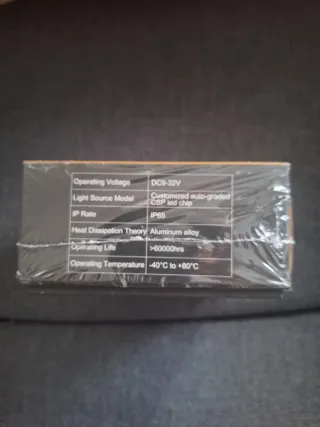 Operating Voltage DC9-32V
Light Source Model Customized auto-graded
CSP led chip
IP Rate IP65
Heat Dissipation Theory Aluminum alloy
Operating Life >60000hrs
Operating Temperature -40°C to +80°C